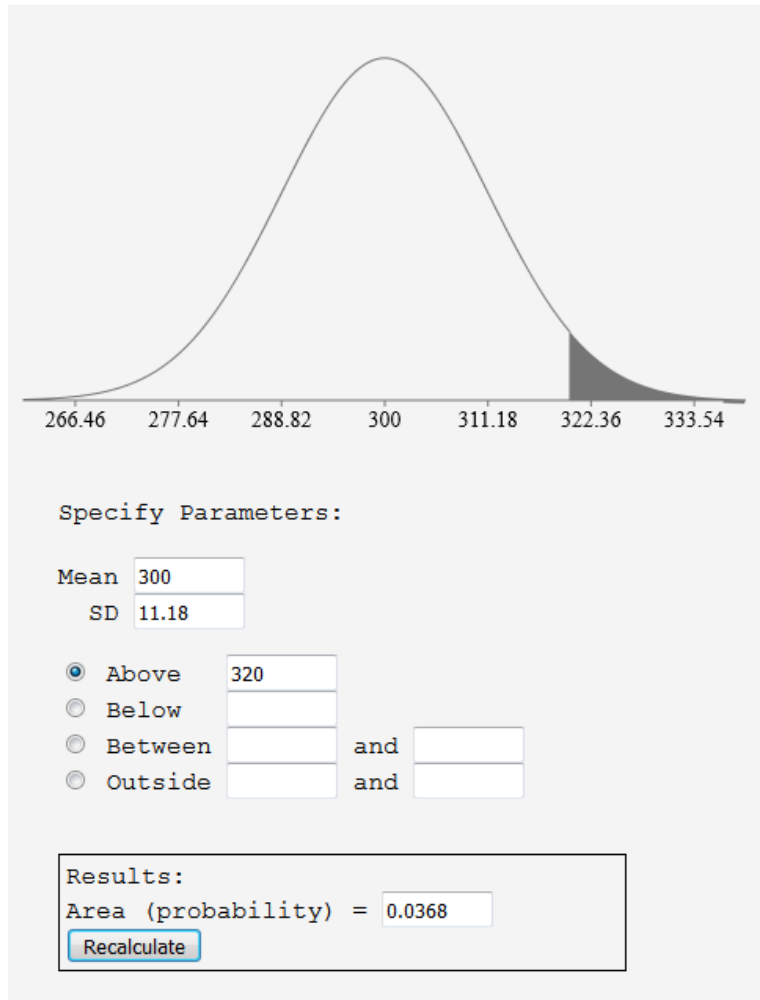 266.46 277.64 288.82 300 311.18 322.36 333.54
Specify Parameters:
Mean 300
SD 11.18
Above 320
Below
Between and
Outside and
Results:
Area (probability) = 0.0368
Recalculate